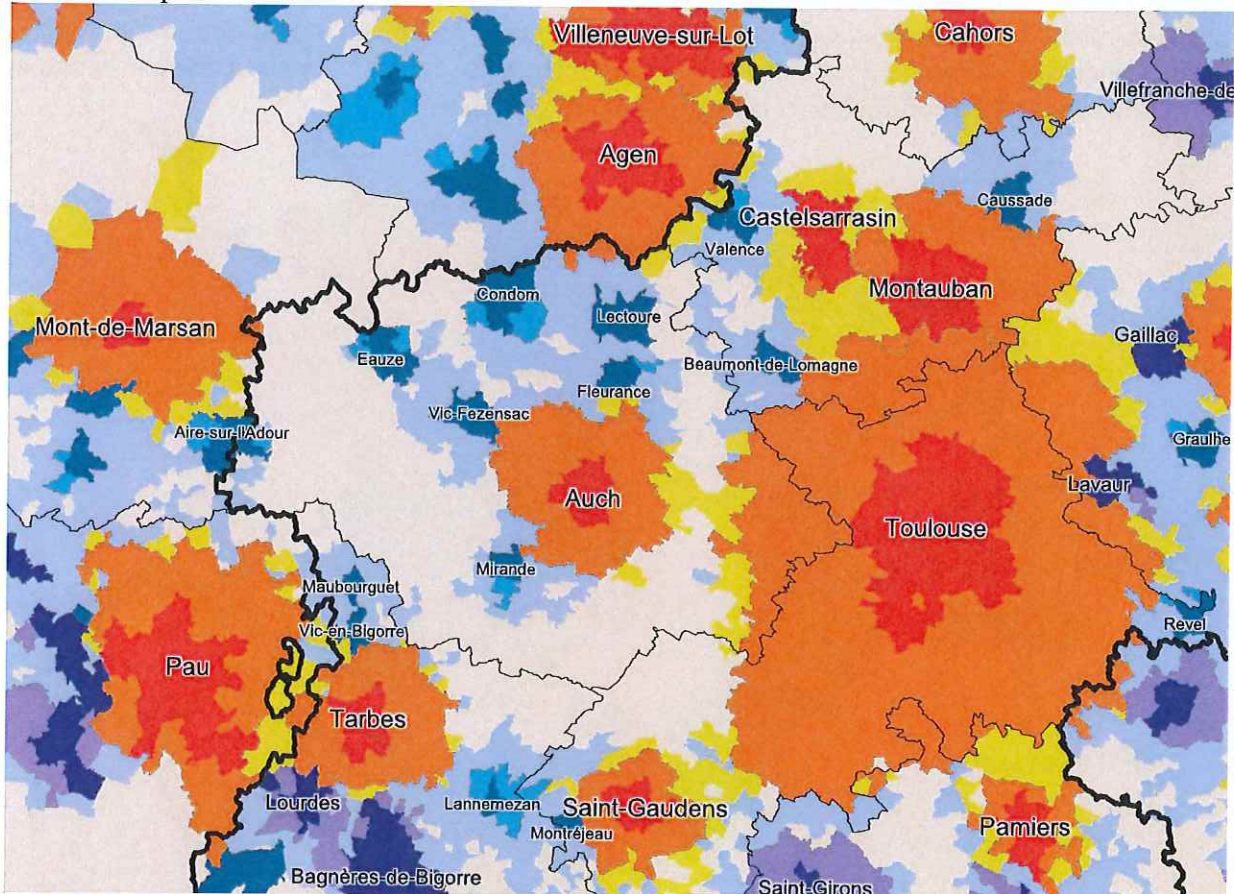 Villeneuve-sur-Lot
Cahors
Villefranche-de
Agen
Castelsarrasin
Caussade
Valence
Condom
Lectoure
Montauban
Mont-de-Marsan
Eauze
Gaillac
Beaumont-de-Lomagne
Fleurance
Vic-Fezensac
Aire-sur-l'Adour
Graulhe
Lavaur
Auch
Toulouse
Mirande
Maubourguet
Vic-en-Bigorre
Revel
Pau
Tarbes
Lourdes
Lannemezan
Saint-Gaudens
Montréjeau
Pamiers
Bagnères-de-Bigorre
Saint-Girons